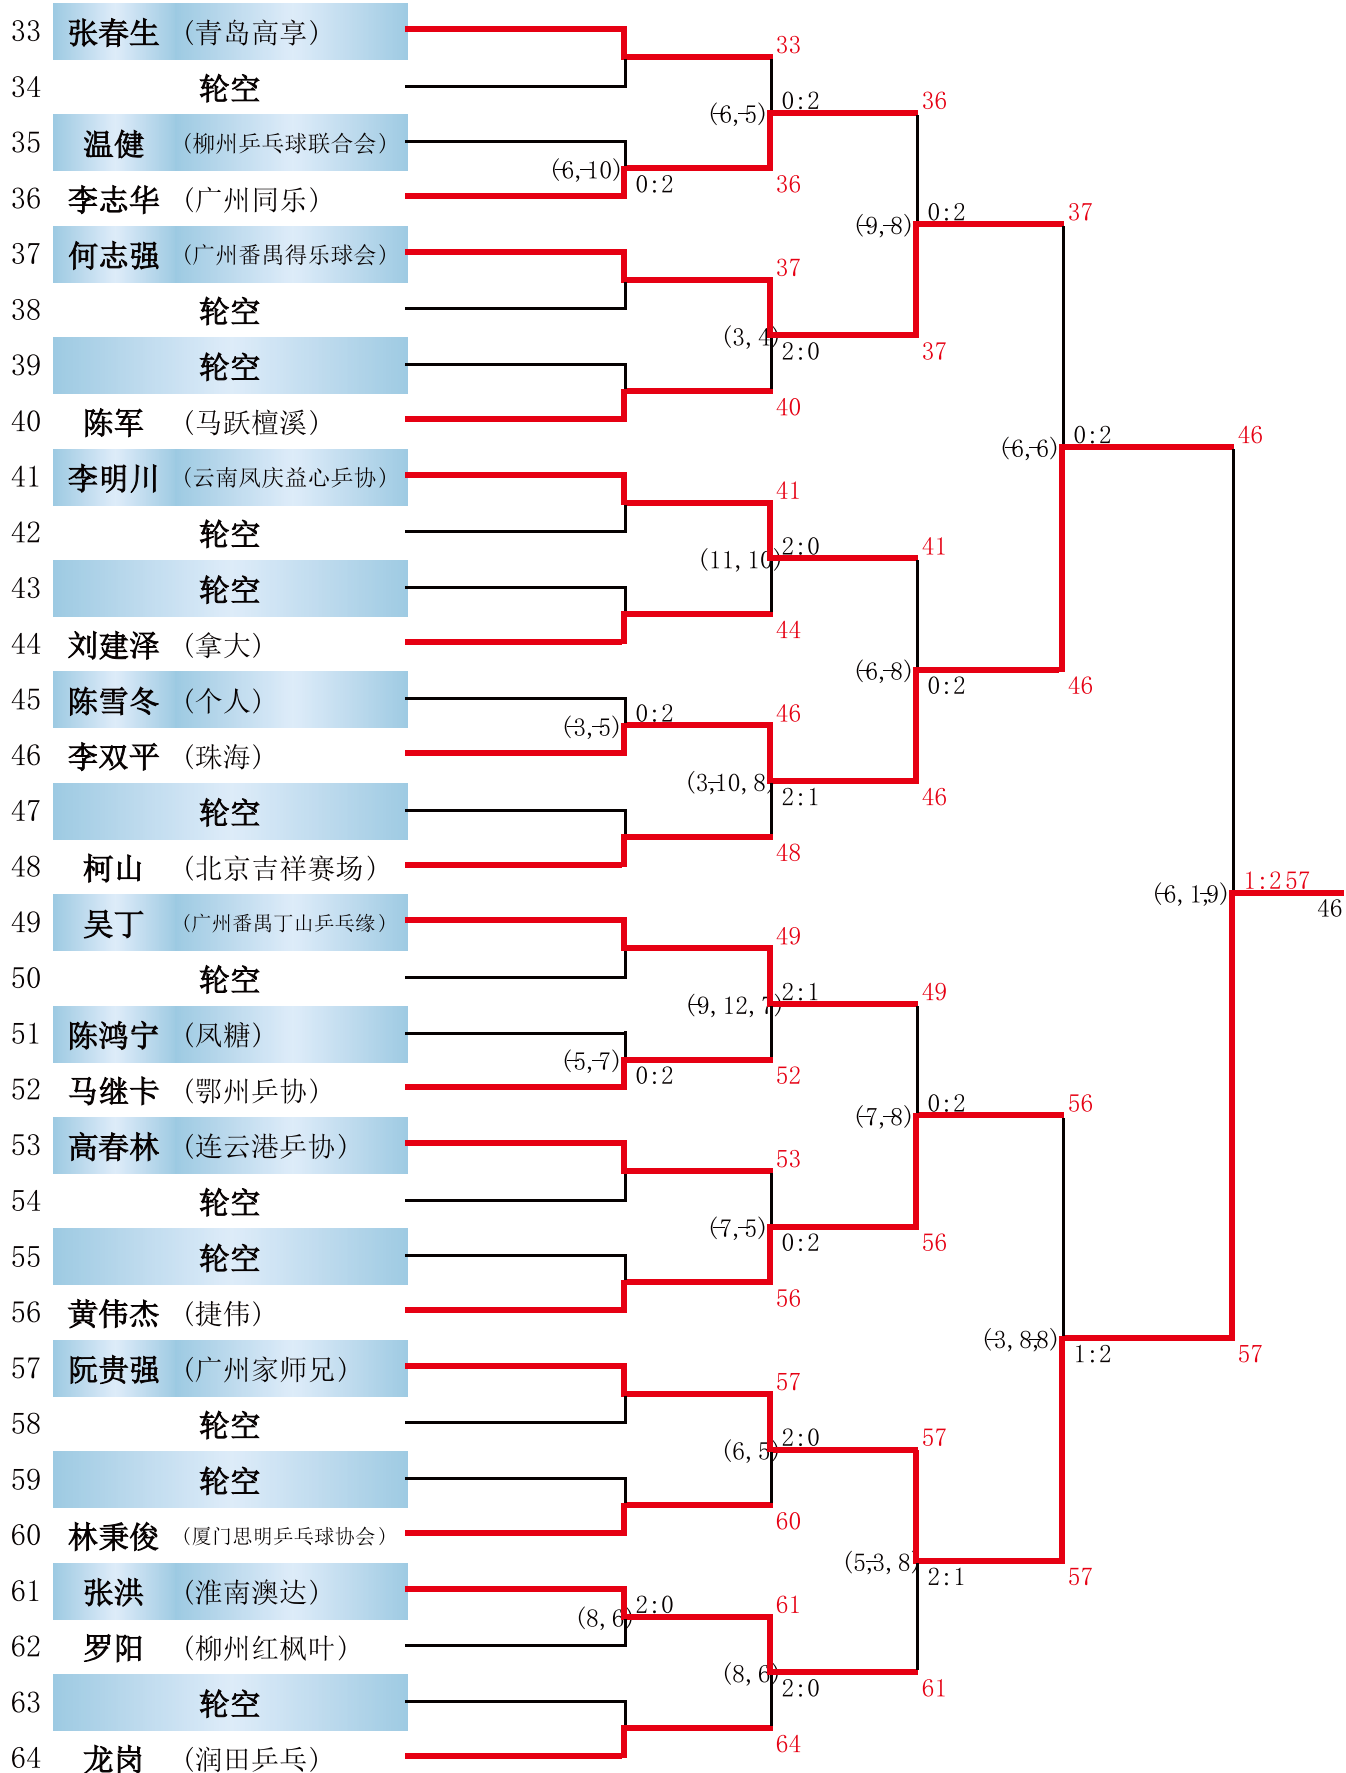 33 张春生 (青岛高享)
33
34 轮空
(-6,-5) 0:2 36
35 温健 (柳州乒乓球联合会)
(-6,-10) 0:2 36
36 李志华 (广州同乐)
(-9,-8) 0:2 37
37 何志强 (广州番禺得乐球会)
37
38 轮空
(3, 4) 2:0 37
39 轮空
40
40 陈军 (马跃檀溪)
(-6,-6) 0:2 46
41 李明川 (云南凤庆益心乒协)
41
42 轮空
(11, 10) 2:0 41
43 轮空
44
44 刘建泽 (拿大)
(-6,-8) 0:2 46
45 陈雪冬 (个人)
(-3,-5) 0:2 46
46 李双平 (珠海)
(3,-10, 8) 2:1 46
47 轮空
48
48 柯山 (北京吉祥赛场)
(-6, 1,-9) 1:2 57
46
49 吴丁 (广州番禺丁山乒乓缘)
49
50 轮空
(-9, 12, 7) 2:1 49
51 陈鸿宁 (凤糖)
(-5,-7) 0:2 52
52 马继卡 (鄂州乒协)
(-7,-8) 0:2 56
53 高春林 (连云港乒协)
53
54 轮空
(-7,-5) 0:2 56
55 轮空
56
56 黄伟杰 (捷伟)
(-3, 8,-8) 1:2 57
57 阮贵强 (广州家师兄)
57
58 轮空
(6, 5) 2:0 57
59 轮空
60
60 林秉俊 (厦门思明乒乓球协会)
(5,-3, 8) 2:1 57
61 张洪 (淮南澳达)
(8, 6) 2:0 61
62 罗阳 (柳州红枫叶)
(8, 6) 2:0 61
63 轮空
64
64 龙岗 (润田乒乓)